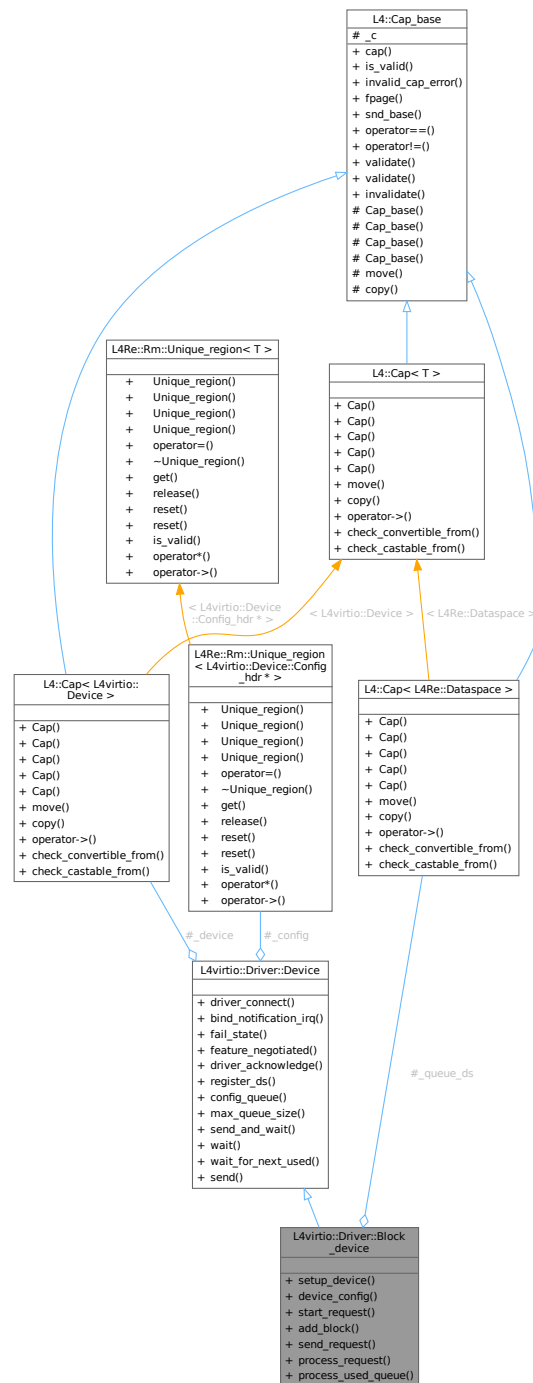 L4::Cap_base
# _c
+ cap()
+ is_valid()
+ invalid_cap_error()
+ fpage()
+ snd_base()
+ operator==()
+ operator!=()
+ validate()
+ validate()
+ invalidate()
# Cap_base()
# Cap_base()
# Cap_base()
# Cap_base()
# move()
# copy()
L4Re::Rm::Unique_region< T >
+ Unique_region()
+ Unique_region()
+ Unique_region()
+ Unique_region()
+ operator=()
+ ~Unique_region()
+ get()
+ release()
+ reset()
+ reset()
+ is_valid()
+ operator*()
+ operator->()
L4::Cap< T >
+ Cap()
+ Cap()
+ Cap()
+ Cap()
+ Cap()
+ move()
+ copy()
+ operator->()
+ check_convertible_from()
+ check_castable_from()
< L4virtio::Device
::Config_hdr * >
< L4virtio::Device >
< L4Re::Dataspace >
L4::Cap< L4virtio::
Device >
+ Cap()
+ Cap()
+ Cap()
+ Cap()
+ Cap()
+ move()
+ copy()
+ operator->()
+ check_convertible_from()
+ check_castable_from()
L4Re::Rm::Unique_region
< L4virtio::Device::Config
_hdr * >
+ Unique_region()
+ Unique_region()
+ Unique_region()
+ Unique_region()
+ operator=()
+ ~Unique_region()
+ get()
+ release()
+ reset()
+ reset()
+ is_valid()
+ operator*()
+ operator->()
L4::Cap< L4Re::Dataspace >
+ Cap()
+ Cap()
+ Cap()
+ Cap()
+ Cap()
+ move()
+ copy()
+ operator->()
+ check_convertible_from()
+ check_castable_from()
#_device
#_config
#_queue_ds
L4virtio::Driver::Device
+ driver_connect()
+ bind_notification_irq()
+ fail_state()
+ feature_negotiated()
+ driver_acknowledge()
+ register_ds()
+ config_queue()
+ max_queue_size()
+ send_and_wait()
+ wait()
+ wait_for_next_used()
+ send()
L4virtio::Driver::Block
_device
+ setup_device()
+ device_config()
+ start_request()
+ add_block()
+ send_request()
+ process_request()
+ process_used_queue()